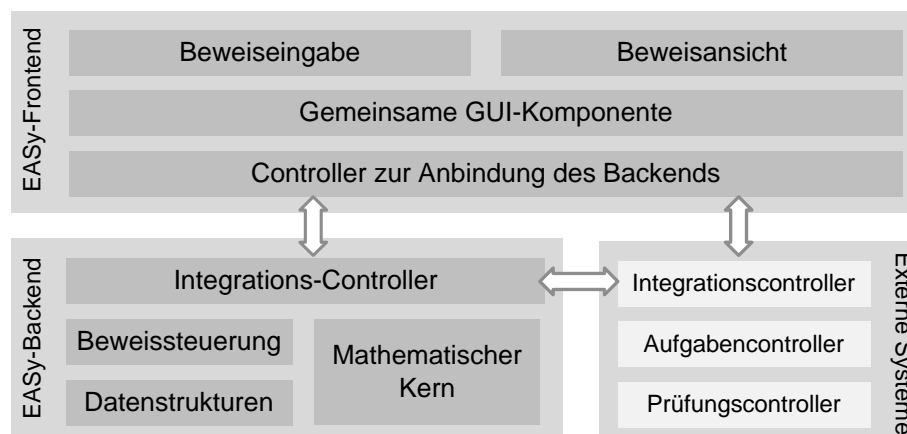 EASy-Frontend
Beweiseingabe
Beweisansicht
Gemeinsame GUI-Komponente
Controller zur Anbindung des Backends
EASy-Backend
Integrations-Controller
Beweissteuerung
Datenstrukturen
Mathematischer
Kern
Externe Systeme
Integrationscontroller
Aufgabencontroller
Prüfungscontroller